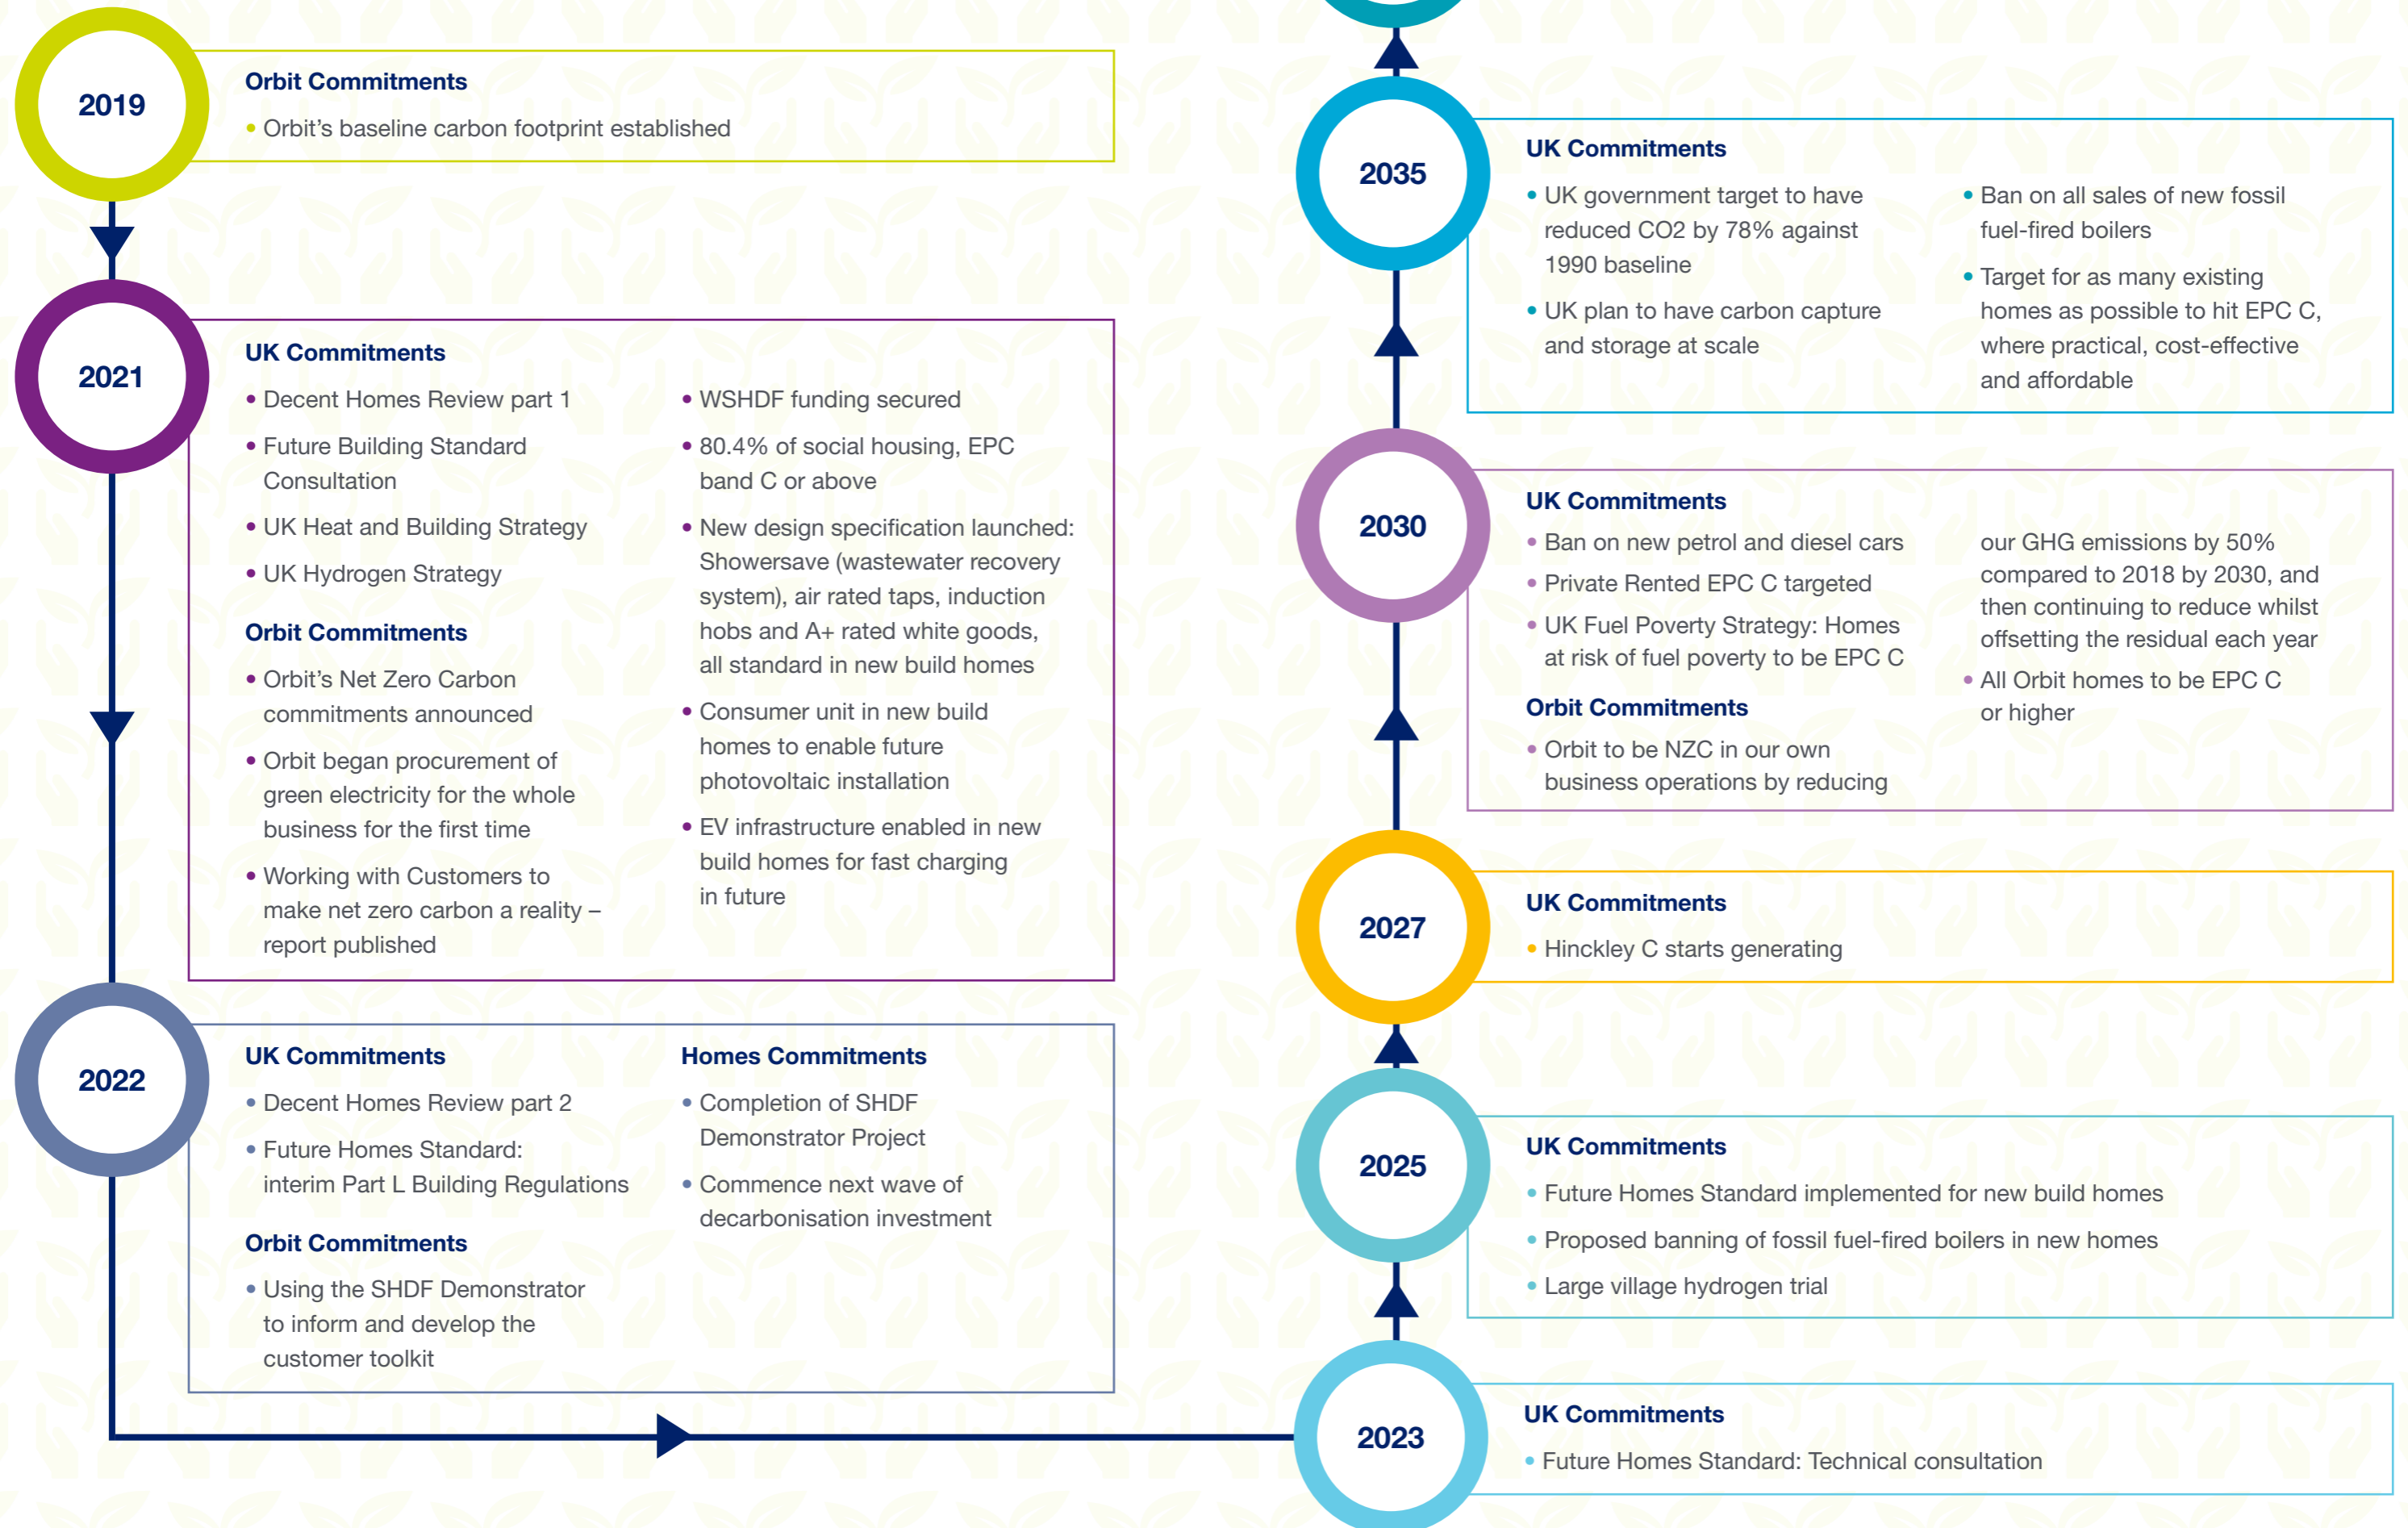 2019
Orbit Commitments
• Orbit's baseline carbon footprint established
2021
UK Commitments
• Decent Homes Review part 1
• Future Building Standard
Consultation
• UK Heat and Building Strategy
• UK Hydrogen Strategy
Orbit Commitments
• Orbit's Net Zero Carbon
commitments announced
• Orbit began procurement of
green electricity for the whole
business for the first time
• Working with Customers to
make net zero carbon a reality –
report published
• WSHDF funding secured
• 80.4% of social housing, EPC
band C or above
• New design specification launched:
Showersave (wastewater recovery
system), air rated taps, induction
hobs and A+ rated white goods,
all standard in new build homes
• Consumer unit in new build
homes to enable future
photovoltaic installation
• EV infrastructure enabled in new
build homes for fast charging
in future
2022
UK Commitments
• Decent Homes Review part 2
• Future Homes Standard:
interim Part L Building Regulations
Orbit Commitments
• Using the SHDF Demonstrator
to inform and develop the
customer toolkit
Homes Commitments
• Completion of SHDF
Demonstrator Project
• Commence next wave of
decarbonisation investment
2023
UK Commitments
• Future Homes Standard: Technical consultation
2025
UK Commitments
• Future Homes Standard implemented for new build homes
• Proposed banning of fossil fuel-fired boilers in new homes
• Large village hydrogen trial
2027
UK Commitments
• Hinckley C starts generating
2030
UK Commitments
• Ban on new petrol and diesel cars
• Private Rented EPC C targeted
• UK Fuel Poverty Strategy: Homes
at risk of fuel poverty to be EPC C
Orbit Commitments
• Orbit to be NZC in our own
business operations by reducing
our GHG emissions by 50%
compared to 2018 by 2030, and
then continuing to reduce whilst
offsetting the residual each year
• All Orbit homes to be EPC C
or higher
2035
UK Commitments
• UK government target to have
reduced CO2 by 78% against
1990 baseline
• UK plan to have carbon capture
and storage at scale
• Ban on all sales of new fossil
fuel-fired boilers
• Target for as many existing
homes as possible to hit EPC C,
where practical, cost-effective
and affordable